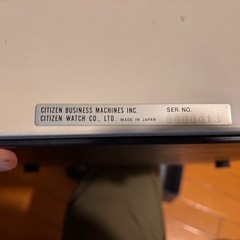 CITIZEN BUSINESS MACHINES INC. SER. NO.
CITIZEN WATCH CO., LTD. MADE IN JAPAN